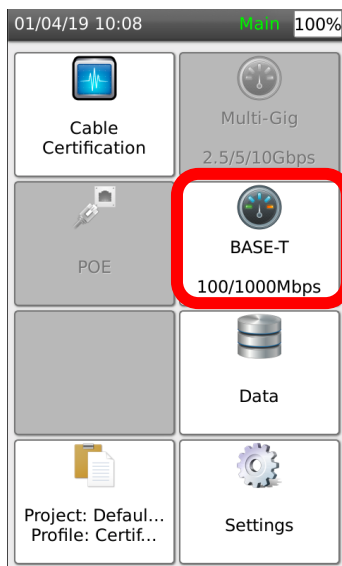 01/04/19 10:08 Main 100%
Cable
Certification
Multi-Gig
2.5/5/10Gbps
POE
BASE-T
100/1000Mbps
Data
Project: Defaul...
Profile: Certif...
Settings